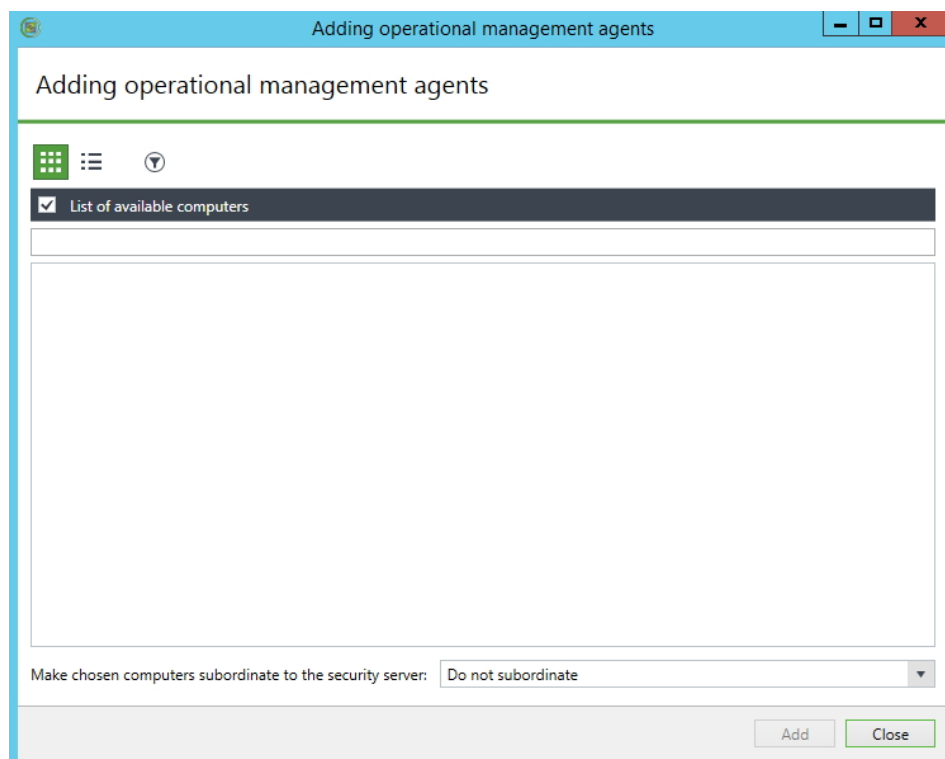 Adding operational management agents
Adding operational management agents
List of available computers
Make chosen computers subordinate to the security server: Do not subordinate
Add Close